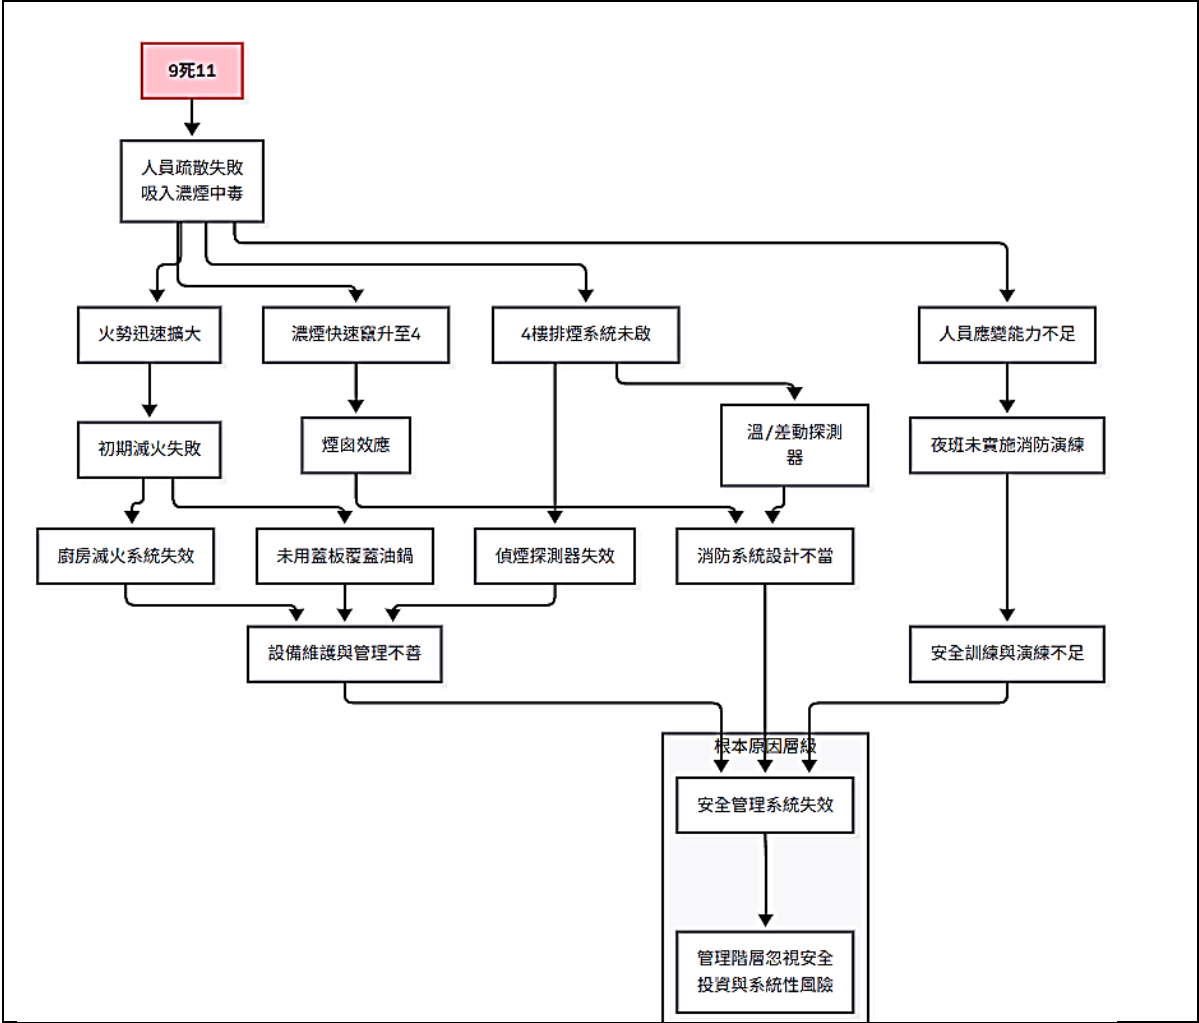 9死11
人員疏散失敗
吸入濃煙中毒
火勢迅速擴大
濃煙快速竄升至4
4樓排煙系統未啟
人員應變能力不足
初期滅火失敗
煙囪效應
溫/差動探測
器
夜班未實施消防演練
廚房滅火系統失效
未用蓋板覆蓋油鍋
偵煙探測器失效
消防系統設計不當
設備維護與管理不善
安全訓練與演練不足
根本原因層級
安全管理系統失效
管理階層忽視安全
投資與系統性風險